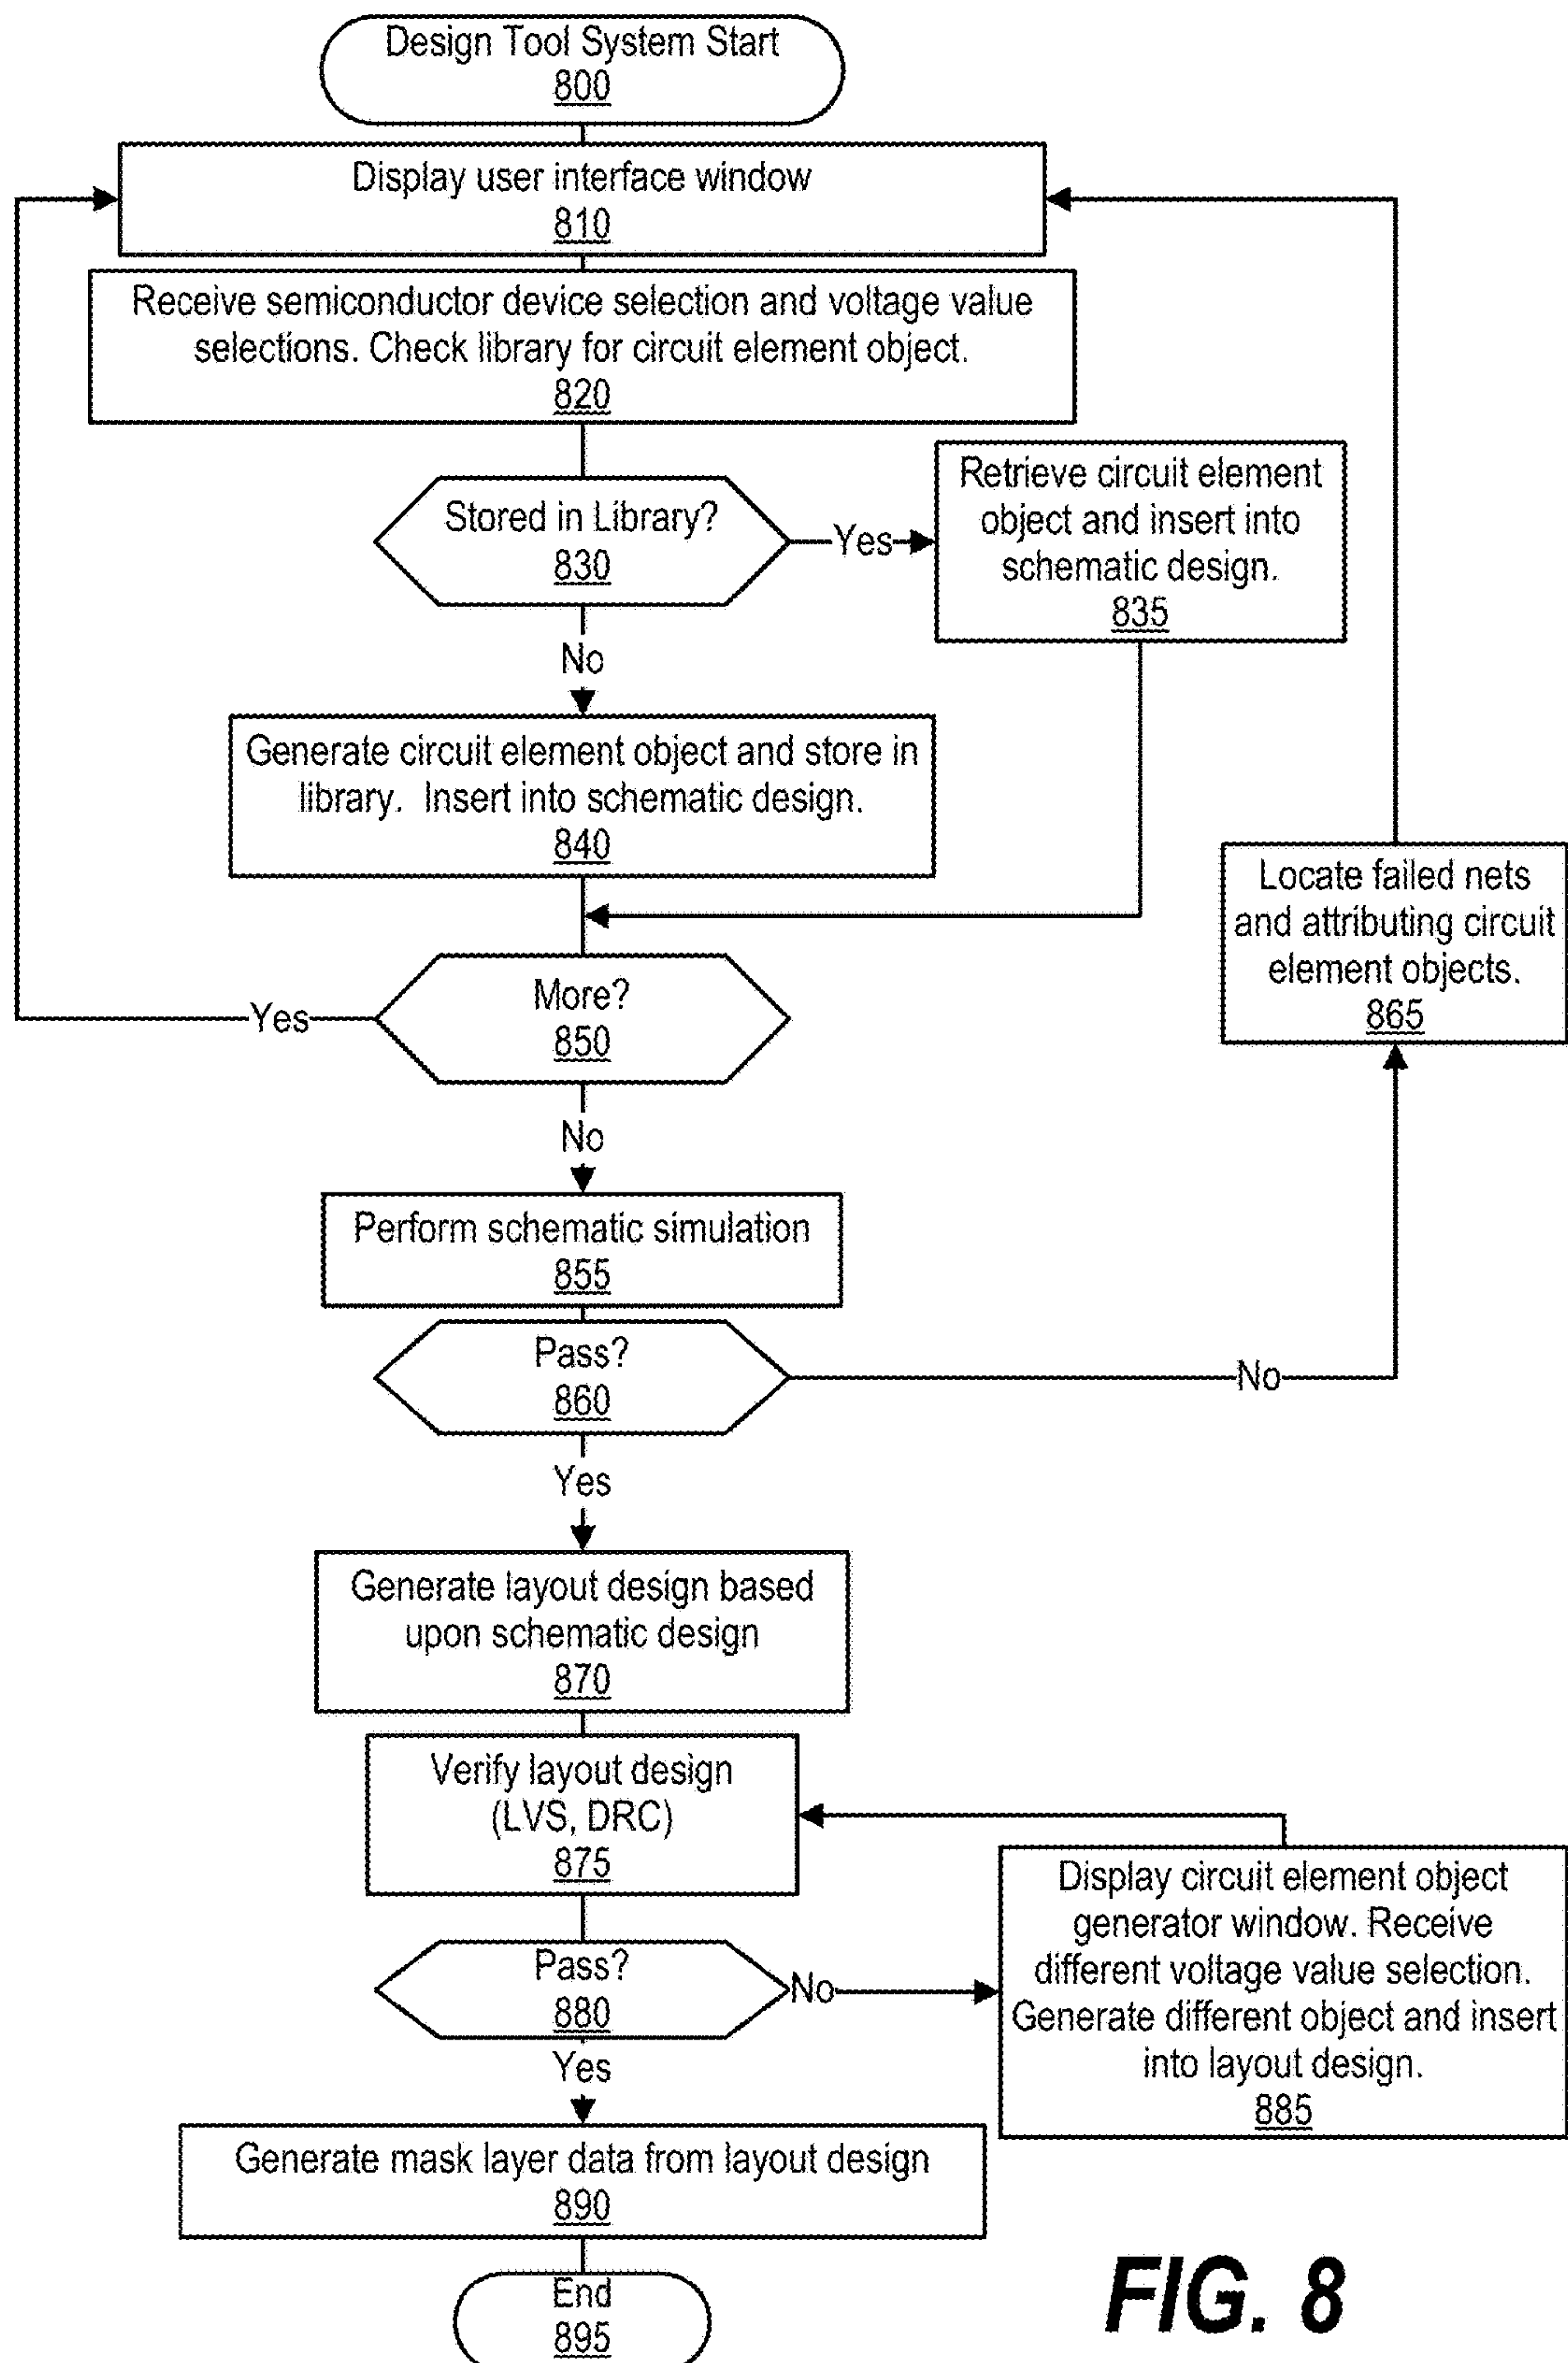 Design Tool System Start
800
Display user interface window
810
Receive semiconductor device selection and voltage value
selections. Check library for circuit element object.
820
Stored in Library?
830
Yes
Retrieve circuit element
object and insert into
schematic design.
835
No
Generate circuit element object and store in
library. Insert into schematic design.
840
Locate failed nets
and attributing circuit
element objects.
865
More?
850
Yes
No
Perform schematic simulation
855
Pass?
860
No
Yes
Generate layout design based
upon schematic design
870
Verify layout design
(LVS, DRC)
875
Pass?
880
No
Display circuit element object
generator window. Receive
different voltage value selection.
Generate different object and insert
into layout design.
885
Yes
Generate mask layer data from layout design
890
End
895
FIG. 8